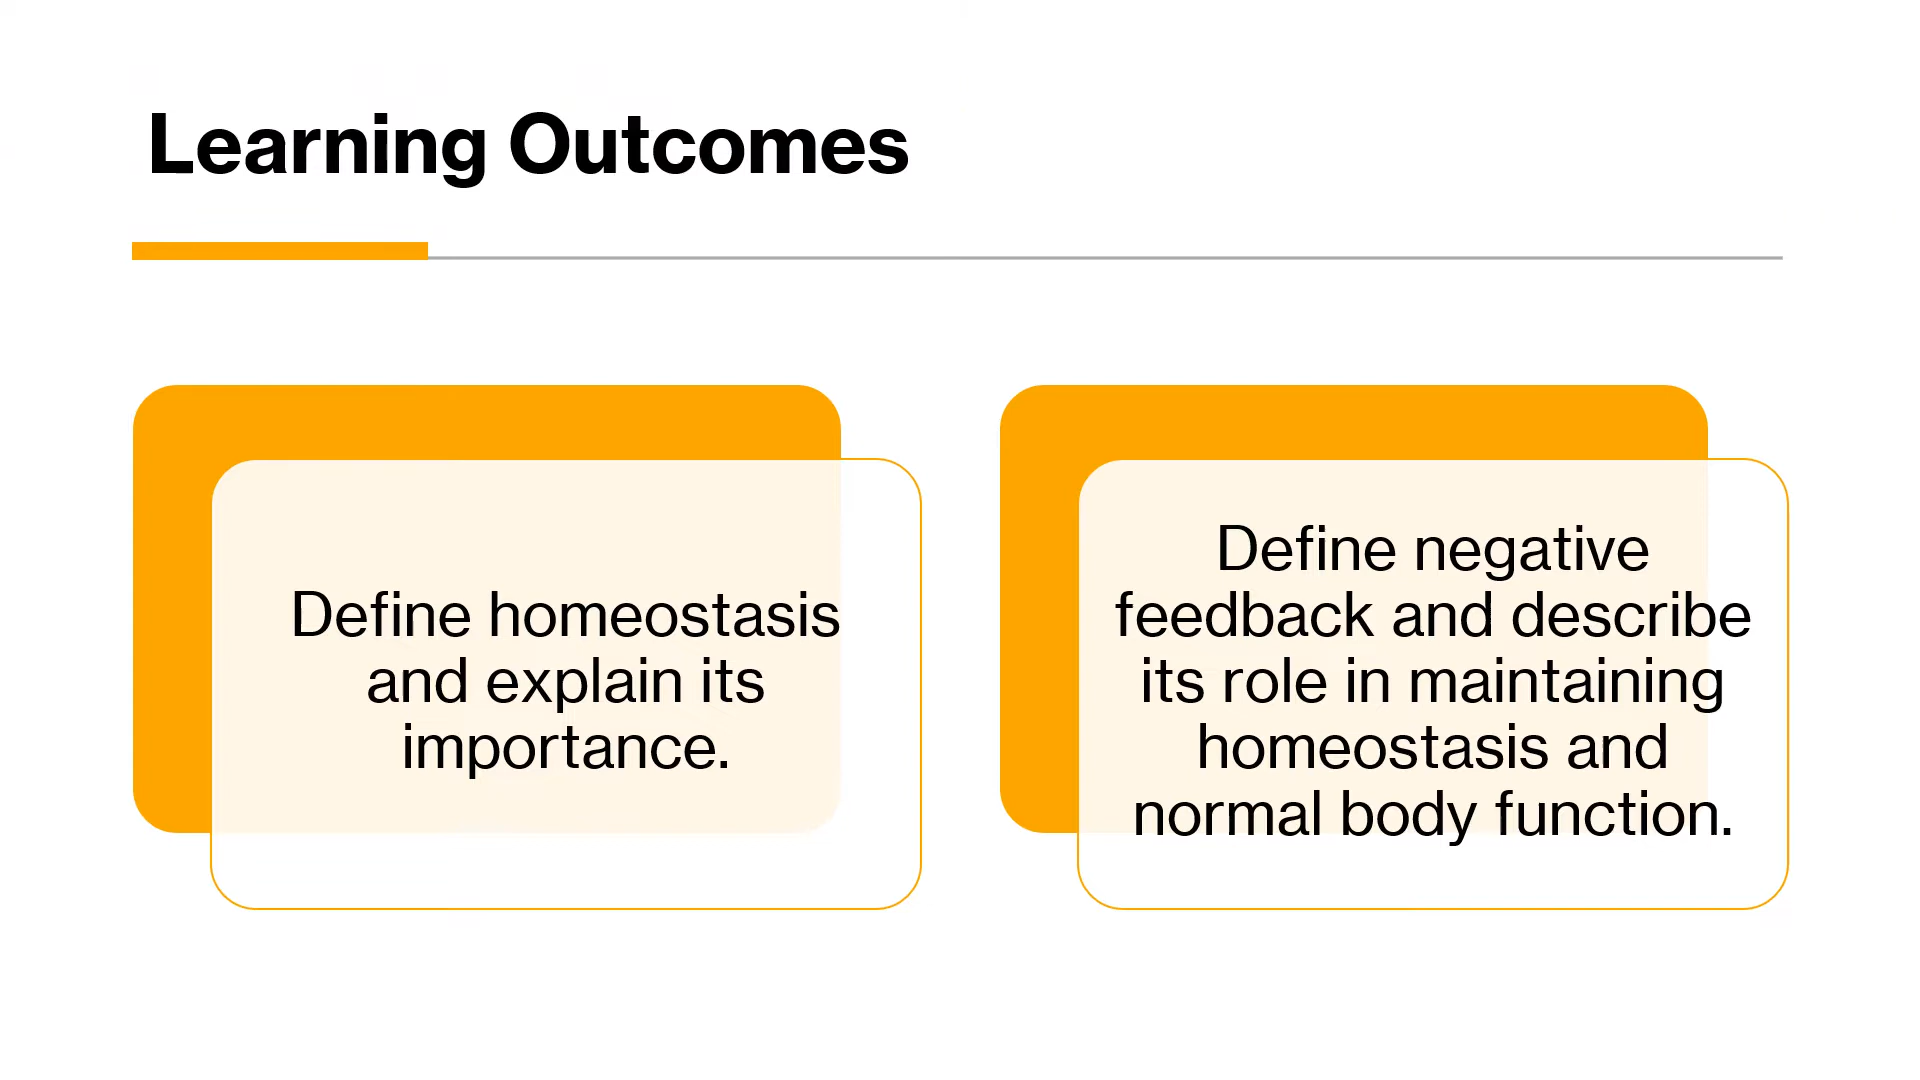 Learning Outcomes
Define homeostasis
and explain its
importance.
Define negative
feedback and describe
its role in maintaining
homeostasis and
normal body function.